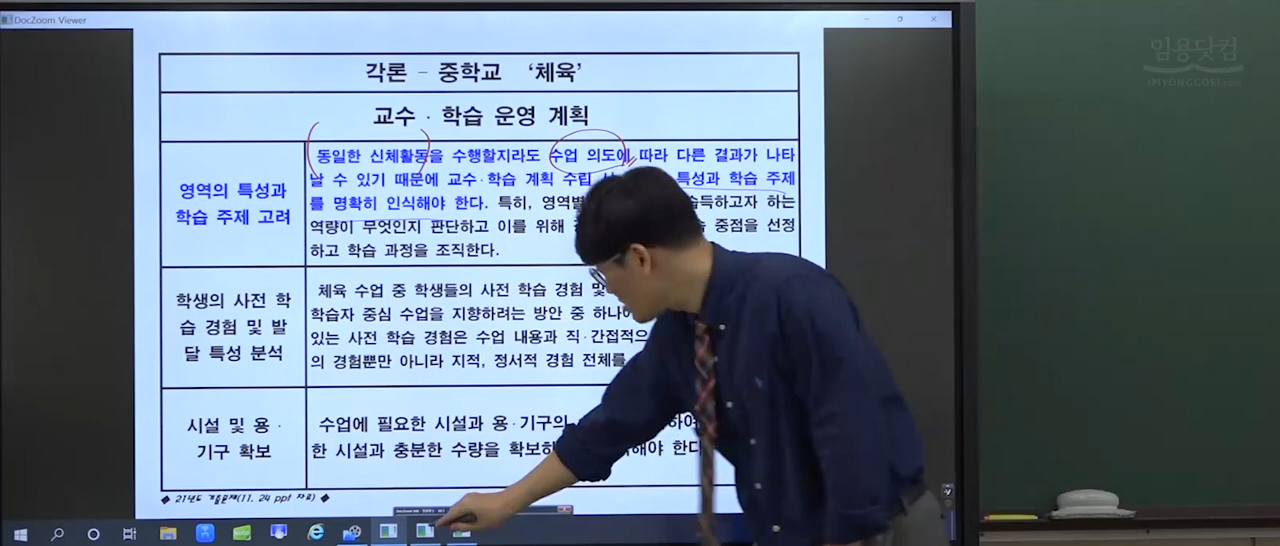 DocZoom Viewer
임용닷컴
각론 - 중학교 '체육'
교수·학습 운영 계획
영역의 특성과
학습 주제 고려
동일한 신체활동을 수행할지라도 수업 의도에 따라 다른 결과가 나타
날 수 있기 때문에 교수·학습 계획 수립 특성과 학습 주제
를 명확히 인식해야 한다. 특히, 영역별 습득하고자 하는
역량이 무엇인지 판단하고 이를 위해 중점을 선정
하고 학습 과정을 조직한다.
학생의 사전 학
습 경험 및 발
달 특성 분석
체육 수업 중 학생들의 사전 학습 경험 및
학습자 중심 수업을 지향하려는 방안 중 하나
있는 사전 학습 경험은 수업 내용과 직·간접적으
의 경험뿐만 아니라 지적, 정서적 경험 전체를
시설 및 용·
기구 확보
수업에 필요한 시설과 용·기구의
한 시설과 충분한 수량을 확보하 해야 한다
◆ 21년도 기출문제(11, 24 ppt 자료) ◆